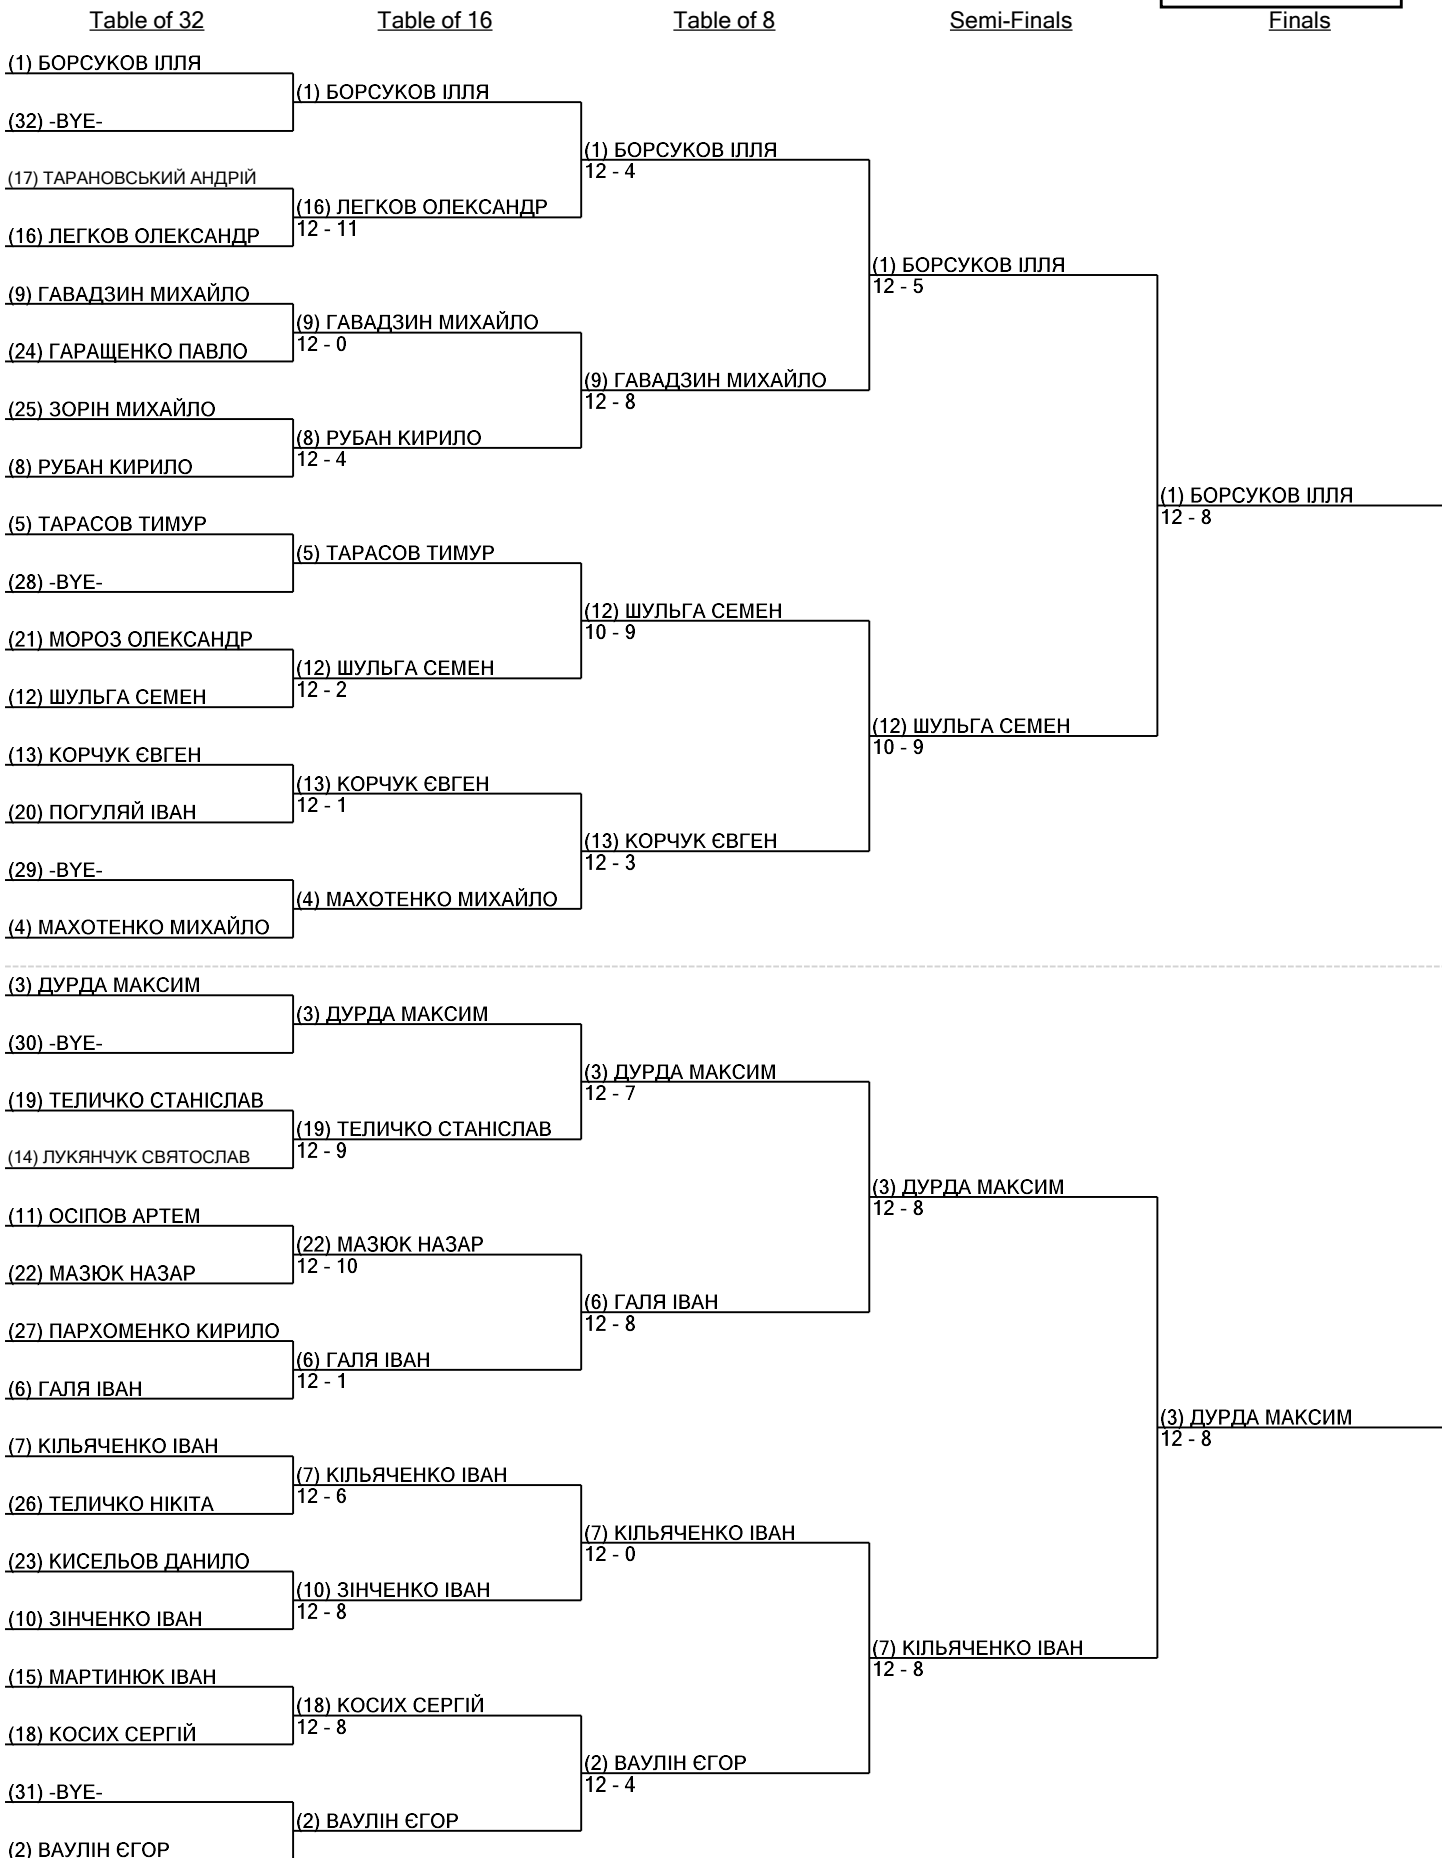 Table of 32
Table of 16
Table of 8
Semi-Finals
Finals
(1) БОРСУКОВ ІЛЛЯ
(1) БОРСУКОВ ІЛЛЯ
(32) -BYE-
(1) БОРСУКОВ ІЛЛЯ
12 - 4
(17) ТАРАНОВСЬКИЙ АНДРІЙ
(16) ЛЕГКОВ ОЛЕКСАНДР
12 - 11
(16) ЛЕГКОВ ОЛЕКСАНДР
(1) БОРСУКОВ ІЛЛЯ
12 - 5
(9) ГАВАДЗИН МИХАЙЛО
(9) ГАВАДЗИН МИХАЙЛО
12 - 0
(24) ГАРАЩЕНКО ПАВЛО
(9) ГАВАДЗИН МИХАЙЛО
12 - 8
(25) ЗОРІН МИХАЙЛО
(8) РУБАН КИРИЛО
12 - 4
(8) РУБАН КИРИЛО
(1) БОРСУКОВ ІЛЛЯ
12 - 8
(5) ТАРАСОВ ТИМУР
(5) ТАРАСОВ ТИМУР
(28) -BYE-
(12) ШУЛЬГА СЕМЕН
10 - 9
(21) МОРОЗ ОЛЕКСАНДР
(12) ШУЛЬГА СЕМЕН
12 - 2
(12) ШУЛЬГА СЕМЕН
(12) ШУЛЬГА СЕМЕН
10 - 9
(13) КОРЧУК ЄВГЕН
(13) КОРЧУК ЄВГЕН
12 - 1
(20) ПОГУЛЯЙ ІВАН
(13) КОРЧУК ЄВГЕН
12 - 3
(29) -BYE-
(4) МАХОТЕНКО МИХАЙЛО
(4) МАХОТЕНКО МИХАЙЛО
(3) ДУРДА МАКСИМ
(3) ДУРДА МАКСИМ
(30) -BYE-
(3) ДУРДА МАКСИМ
12 - 7
(19) ТЕЛИЧКО СТАНІСЛАВ
(19) ТЕЛИЧКО СТАНІСЛАВ
12 - 9
(14) ЛУКЯНЧУК СВЯТОСЛАВ
(3) ДУРДА МАКСИМ
12 - 8
(11) ОСІПОВ АРТЕМ
(22) МАЗЮК НАЗАР
12 - 10
(22) МАЗЮК НАЗАР
(6) ГАЛЯ ІВАН
12 - 8
(27) ПАРХОМЕНКО КИРИЛО
(6) ГАЛЯ ІВАН
12 - 1
(6) ГАЛЯ ІВАН
(3) ДУРДА МАКСИМ
12 - 8
(7) КІЛЬЯЧЕНКО ІВАН
(7) КІЛЬЯЧЕНКО ІВАН
12 - 6
(26) ТЕЛИЧКО НІКІТА
(7) КІЛЬЯЧЕНКО ІВАН
12 - 0
(23) КИСЕЛЬОВ ДАНИЛО
(10) ЗІНЧЕНКО ІВАН
12 - 8
(10) ЗІНЧЕНКО ІВАН
(7) КІЛЬЯЧЕНКО ІВАН
12 - 8
(15) МАРТИНЮК ІВАН
(18) КОСИХ СЕРГІЙ
12 - 8
(18) КОСИХ СЕРГІЙ
(2) ВАУЛІН ЄГОР
12 - 4
(31) -BYE-
(2) ВАУЛІН ЄГОР
(2) ВАУЛІН ЄГОР